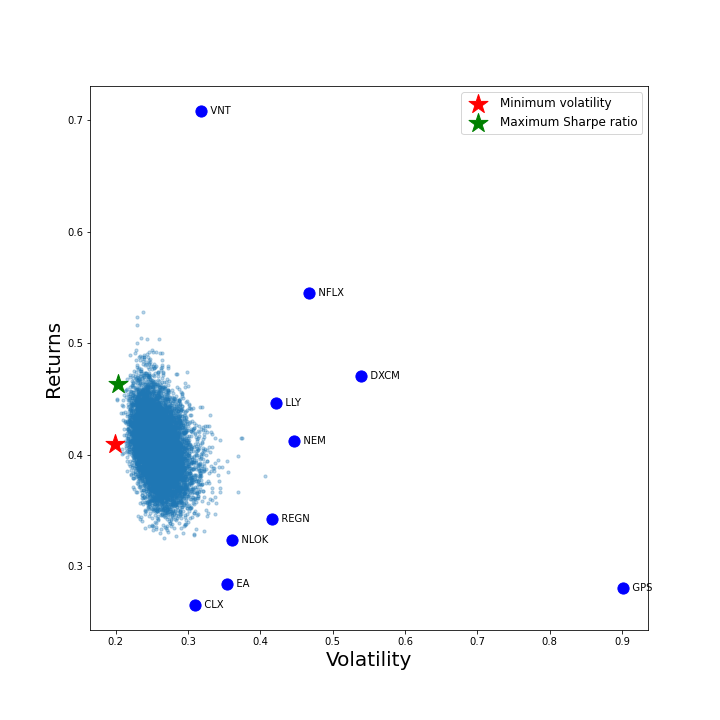 VNT
Minimum volatility
Maximum Sharpe ratio
0.7
0.6
NFLX
0.5
DXCM
LLY
NEM
0.4
REGN
NLOK
0.3
EA
GPS
CLX
Returns
0.2 0.3 0.4 0.5 0.6 0.7 0.8 0.9
Volatility